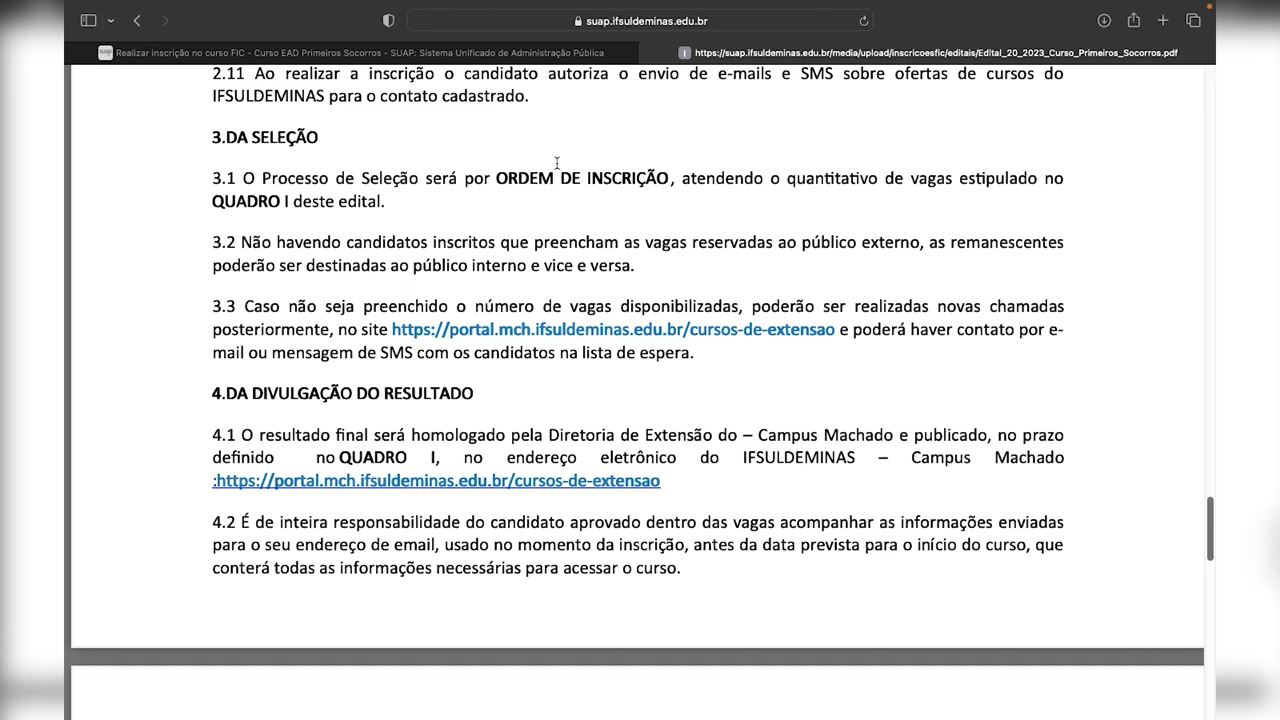 suap.ifsuldeminas.edu.br
suap Realizar inscrição no curso FIC - Curso EAD Primeiros Socorros - SUAP: Sistema Unificado de Administração Pública
I https://suap.ifsuldeminas.edu.br/media/upload/inscricoesfic/editais/Edital_20_2023_Curso_Primeiros_Socorros.pdf
2.11 Ao realizar a inscrição o candidato autoriza o envio de e-mails e SMS sobre ofertas de cursos do
IFSULDEMINAS para o contato cadastrado.
3.DA SELEÇÃO
3.1 O Processo de Seleção será por ORDEM DE INSCRIÇÃO, atendendo o quantitativo de vagas estipulado no
QUADRO I deste edital.
3.2 Não havendo candidatos inscritos que preencham as vagas reservadas ao público externo, as remanescentes
poderão ser destinadas ao público interno e vice e versa.
3.3 Caso não seja preenchido o número de vagas disponibilizadas, poderão ser realizadas novas chamadas
posteriormente, no site https://portal.mch.ifsuldeminas.edu.br/cursos-de-extensao e poderá haver contato por e-
mail ou mensagem de SMS com os candidatos na lista de espera.
4.DA DIVULGAÇÃO DO RESULTADO
4.1 O resultado final será homologado pela Diretoria de Extensão do – Campus Machado e publicado, no prazo
definido no QUADRO I, no endereço eletrônico do IFSULDEMINAS – Campus Machado
:https://portal.mch.ifsuldeminas.edu.br/cursos-de-extensao
4.2 É de inteira responsabilidade do candidato aprovado dentro das vagas acompanhar as informações enviadas
para o seu endereço de email, usado no momento da inscrição, antes da data prevista para o início do curso, que
conterá todas as informações necessárias para acessar o curso.